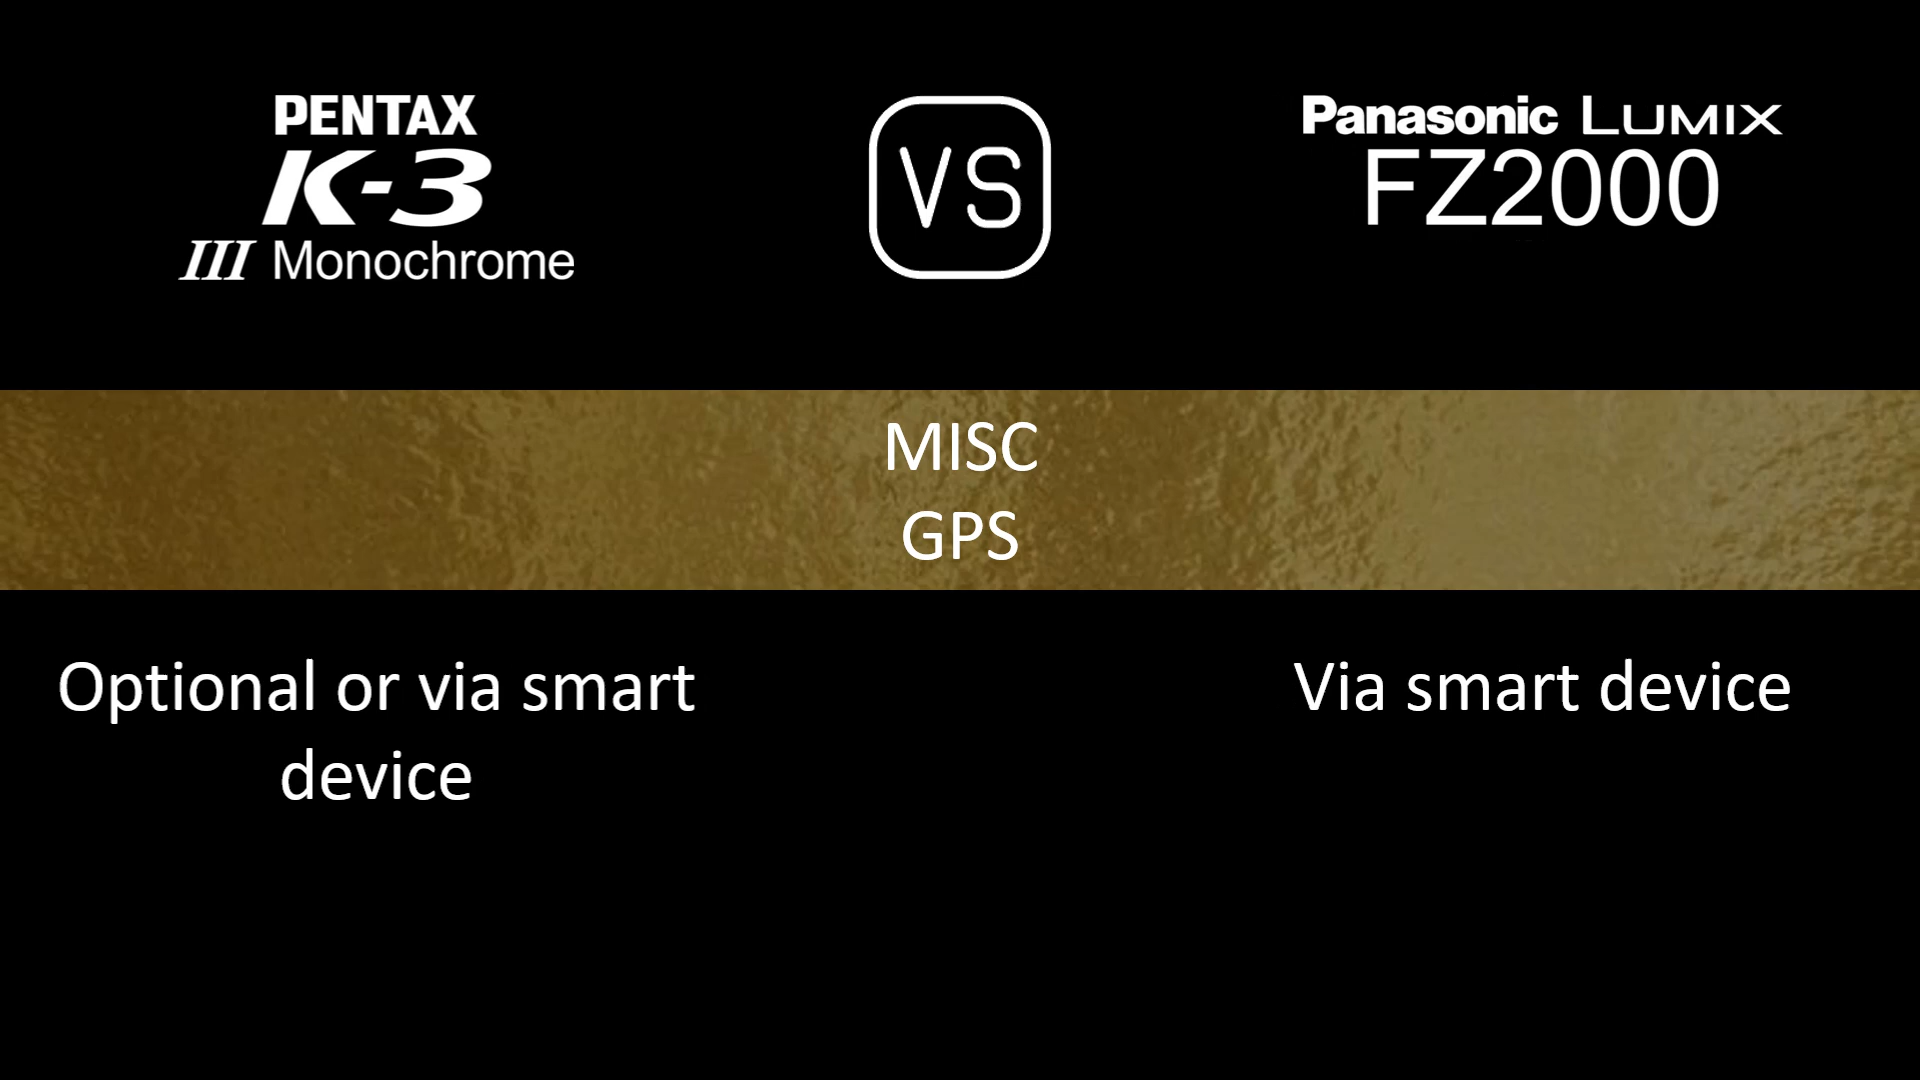 PENTAX
K-3
III Monochrome
VS
Panasonic LUMIX
FZ2000
MISC
GPS
Optional or via smart
device
Via smart device